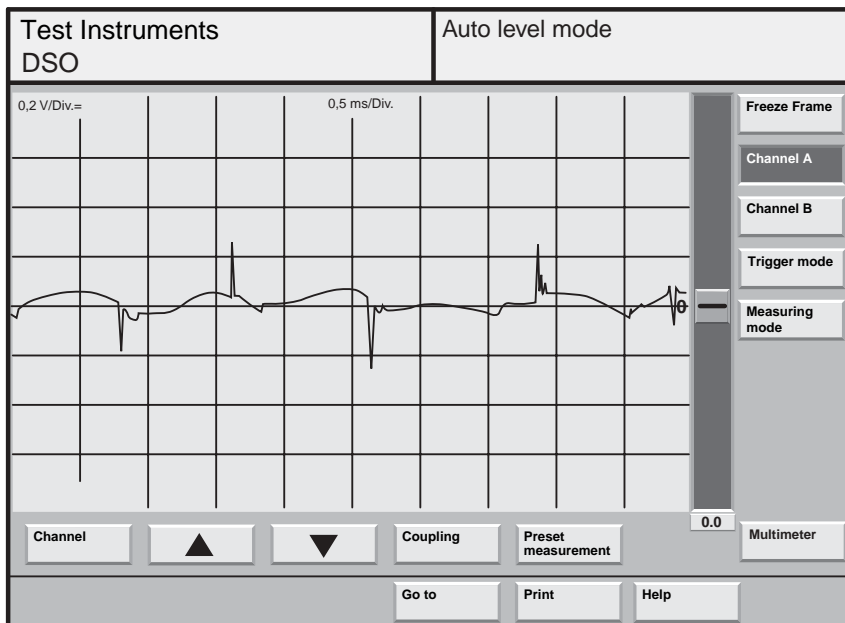 Test Instruments
DSO
Auto level mode
0,2 V/Div.=
0,5 ms/Div.
0
0.0
Freeze Frame
Channel A
Channel B
Trigger mode
Measuring
mode
Multimeter
Channel
Coupling
Preset
measurement
Go to
Print
Help